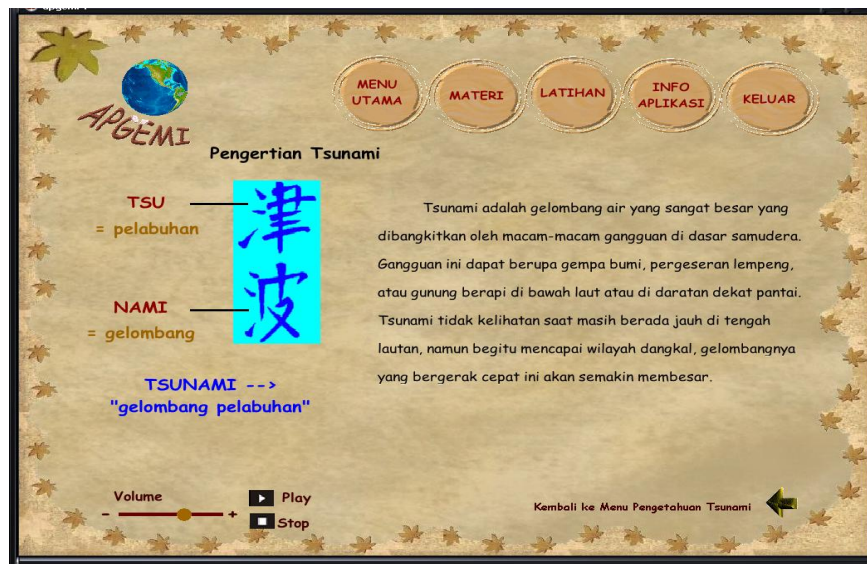 APGEMI
MENU UTAMA
MATERI
LATIHAN
INFO APLIKASI
KELUAR
Pengertian Tsunami
TSU
= pelabuhan
津
NAMI
= gelombang
波
TSUNAMI -->
"gelombang pelabuhan"
Tsunami adalah gelombang air yang sangat besar yang
dibangkitkan oleh macam-macam gangguan di dasar samudera.
Gangguan ini dapat berupa gempa bumi, pergeseran lempeng,
atau gunung berapi di bawah laut atau di daratan dekat pantai.
Tsunami tidak kelihatan saat masih berada jauh di tengah
lautan, namun begitu mencapai wilayah dangkal, gelombangnya
yang bergerak cepat ini akan semakin membesar.
Volume
- +
Play
Stop
Kembali ke Menu Pengetahuan Tsunami